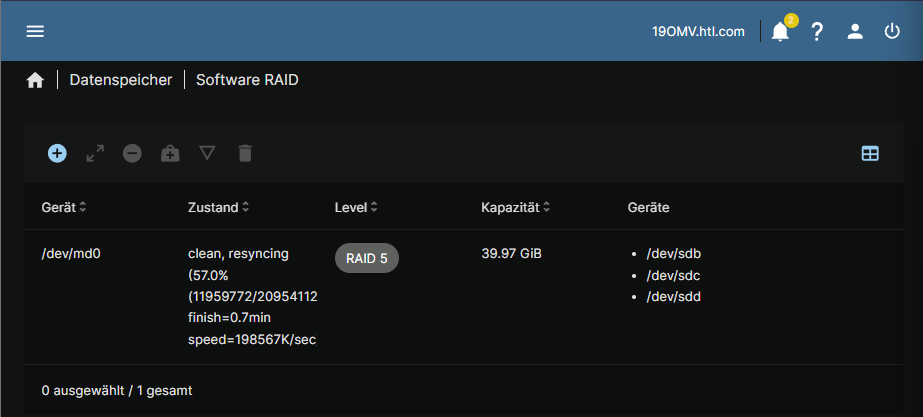 19OMV.htl.com
2
Datenspeicher
Software RAID
Gerät Zustand Level Kapazität Geräte
/dev/md0 clean, resyncing RAID 5 39.97 GiB /dev/sdb
(57.0% /dev/sdc
(11959772/20954112 /dev/sdd
finish=0.7min
speed=198567K/sec
0 ausgewählt / 1 gesamt